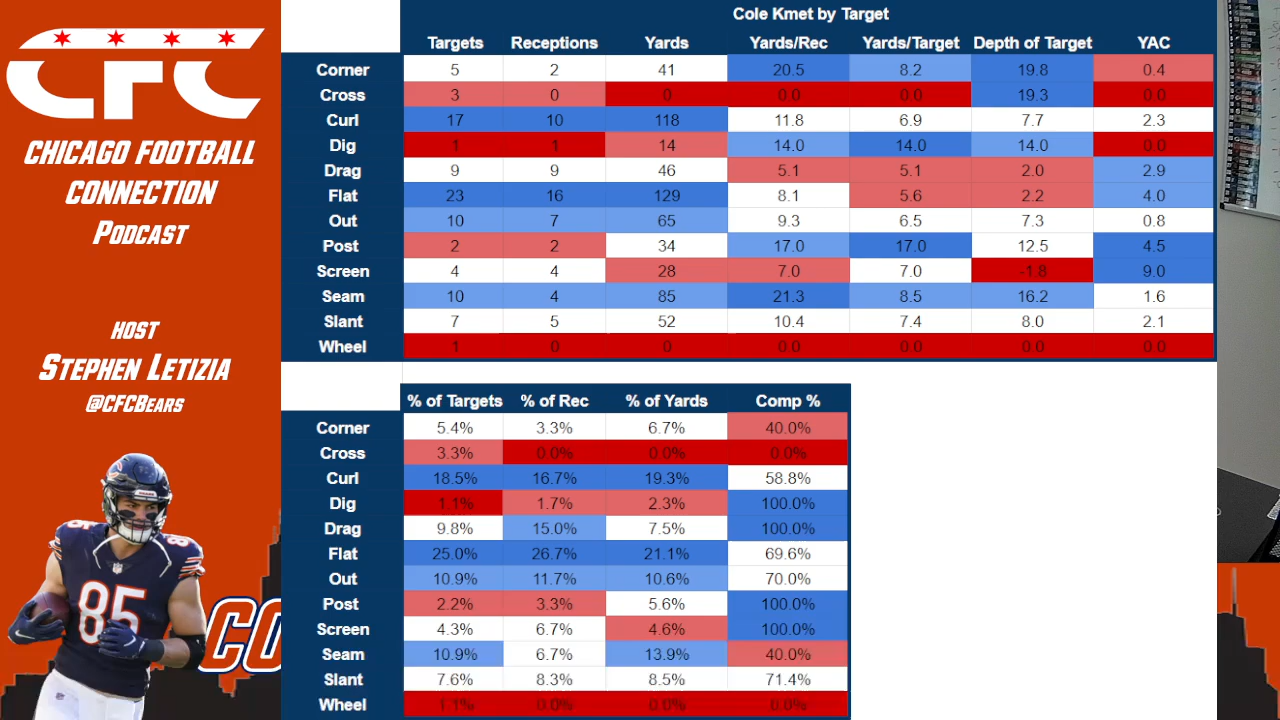 CFC
CHICAGO FOOTBALL
CONNECTION
PODCAST
HOST
STEPHEN LETIZIA
@CFCBEARS
85
85
CO
Cole Kmet by Target
Targets Receptions Yards Yards/Rec Yards/Target Depth of Target YAC
Corner 5 2 41 20.5 8.2 19.8 0.4
Cross 3 0 0 0.0 0.0 19.3 0.0
Curl 17 10 118 11.8 6.9 7.7 2.3
Dig 1 1 14 14.0 14.0 14.0 0.0
Drag 9 9 46 5.1 5.1 2.0 2.9
Flat 23 16 129 8.1 5.6 2.2 4.0
Out 10 7 65 9.3 6.5 7.3 0.8
Post 2 2 34 17.0 17.0 12.5 4.5
Screen 4 4 28 7.0 7.0 -1.8 9.0
Seam 10 4 85 21.3 8.5 16.2 1.6
Slant 7 5 52 10.4 7.4 8.0 2.1
Wheel 1 0 0 0.0 0.0 0.0 0.0
% of Targets % of Rec % of Yards Comp %
Corner 5.4% 3.3% 6.7% 40.0%
Cross 3.3% 0.0% 0.0% 0.0%
Curl 18.5% 16.7% 19.3% 58.8%
Dig 1.1% 1.7% 2.3% 100.0%
Drag 9.8% 15.0% 7.5% 100.0%
Flat 25.0% 26.7% 21.1% 69.6%
Out 10.9% 11.7% 10.6% 70.0%
Post 2.2% 3.3% 5.6% 100.0%
Screen 4.3% 6.7% 4.6% 100.0%
Seam 10.9% 6.7% 13.9% 40.0%
Slant 7.6% 8.3% 8.5% 71.4%
Wheel 1.1% 0.0% 0.0% 0.0%